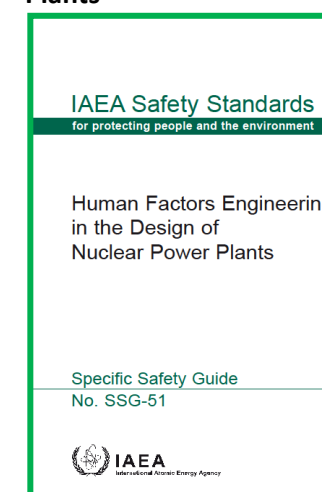 Plants
IAEA Safety Standards
for protecting people and the environment
Human Factors Engineerin
in the Design of
Nuclear Power Plants
Specific Safety Guide
No. SSG-51
IAEA
International Atomic Energy Agency